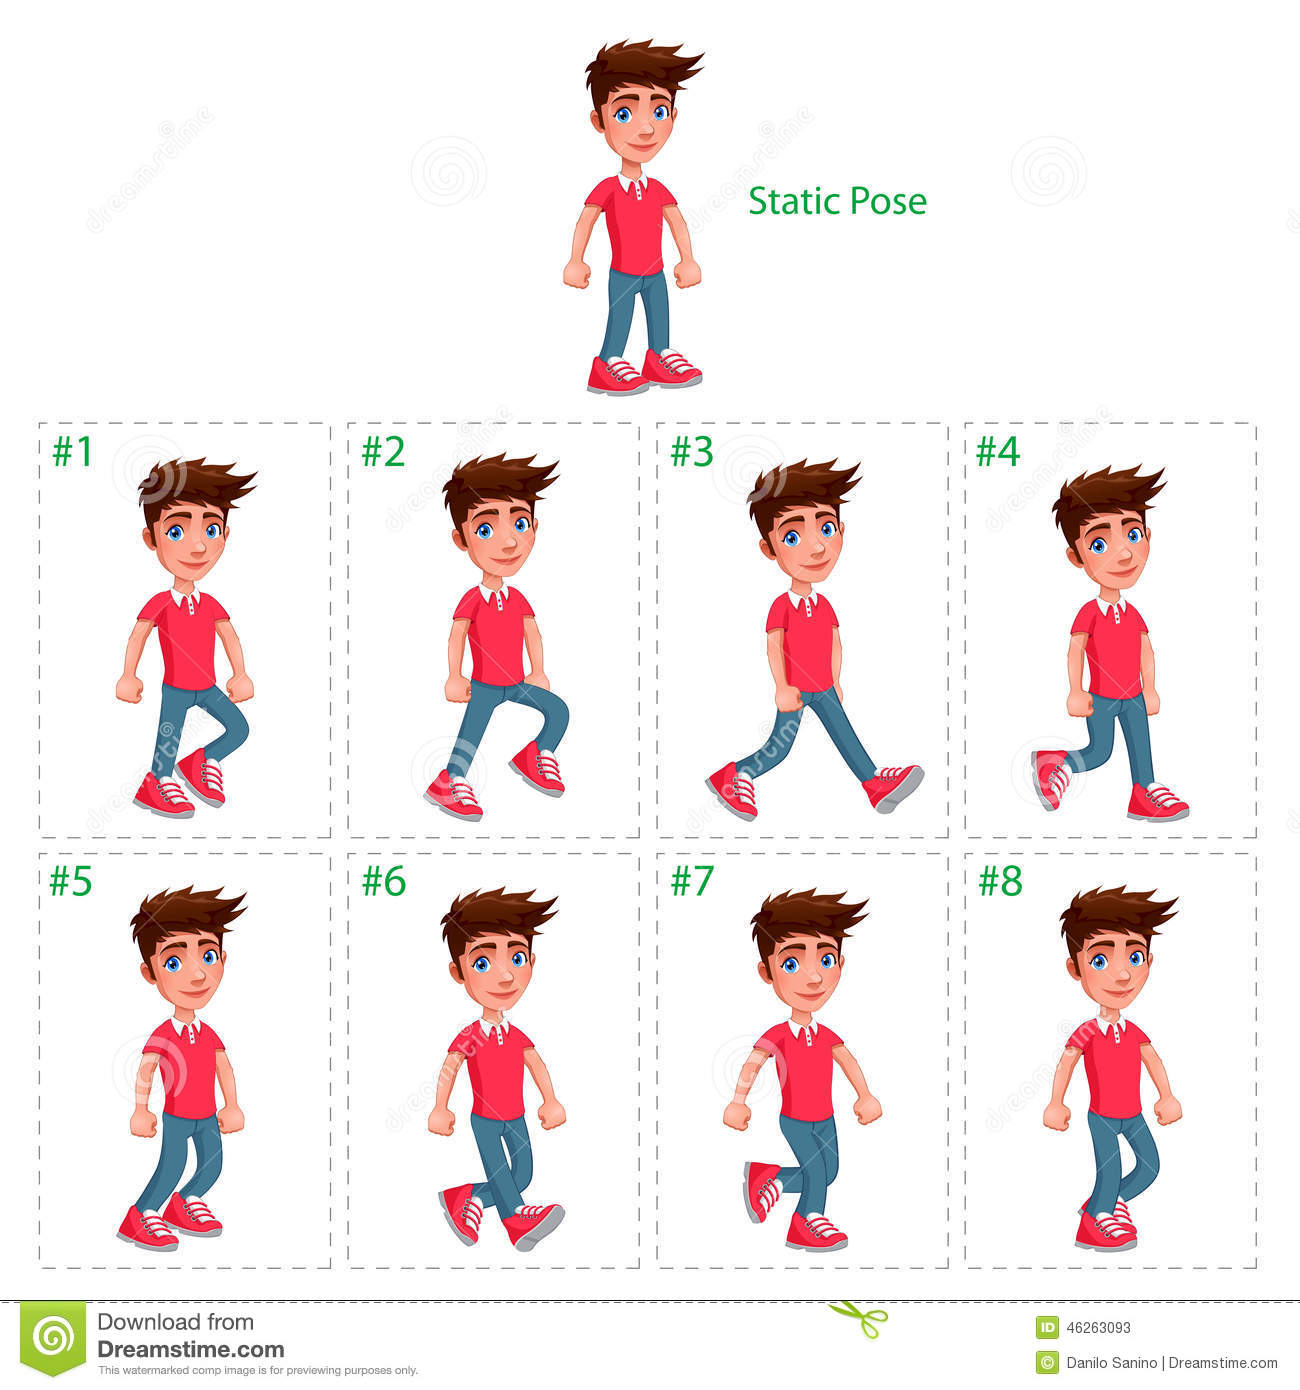 Static Pose
#1
#2
#3
#4
#5
#6
#7
#8
dreamstime
Download from
Dreamstime.com
This watermarked comp image is for previewing purposes only.
ID 46263093
© Danilo Sanino | Dreamstime.com